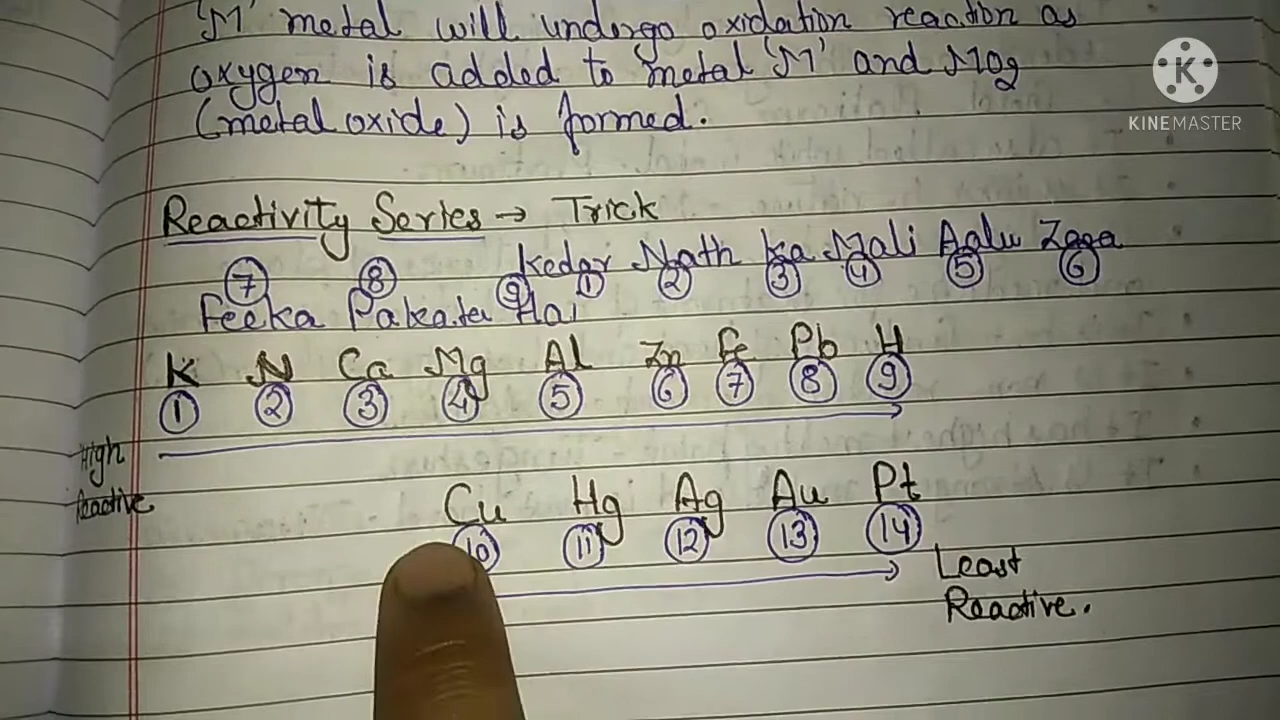 'M' metal will undergo oxidation reaction as
oxygen is added to metal 'M' and MO2
(metal oxide) is formed.
KINEMASTER
Reactivity Series → Trick
Kedar Nath Ka Mali Aalu Zaga
① ② ③ ④ ⑤ ⑥
⑦ ⑧ ⑨
Feeka Pakata Hai
K N Ca Mg Al Zn Fe Pb H
① ② ③ ④ ⑤ ⑥ ⑦ ⑧ ⑨
High
Reactive
Cu Hg Ag Au Pt
⑩ ⑪ ⑫ ⑬ ⑭
Least
Reactive.